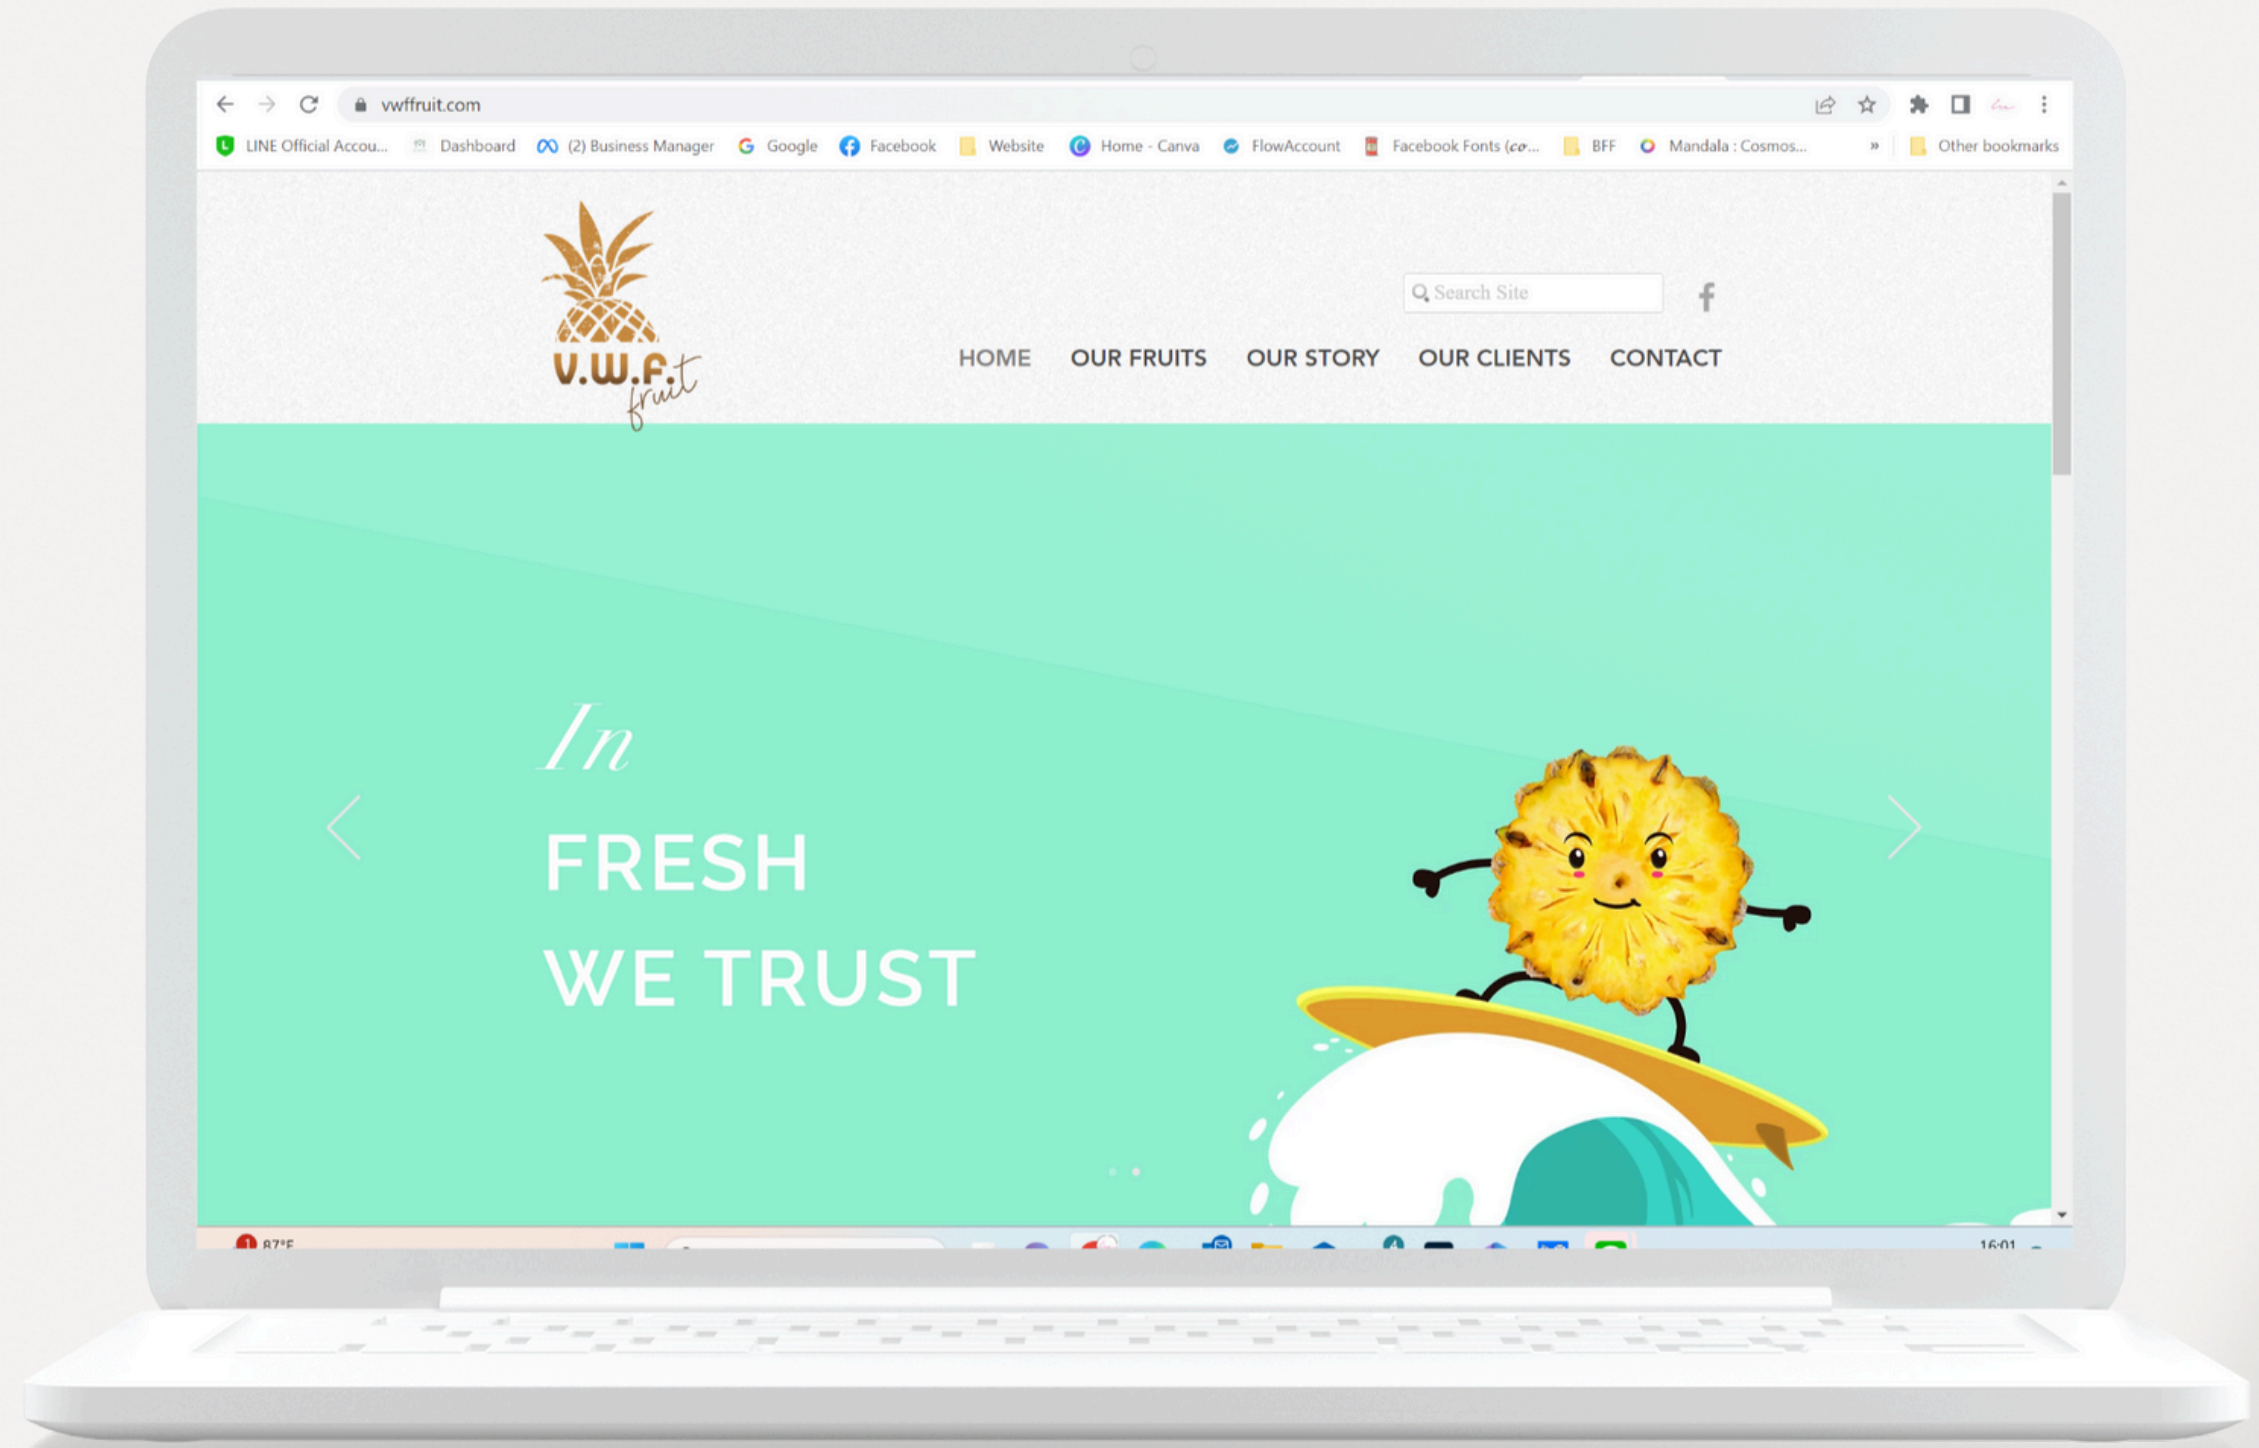 vwffruit.com
LINE Official Accou... Dashboard (2) Business Manager Google Facebook Website Home - Canva FlowAccount Facebook Fonts (co... BFF Mandala : Cosmos... » Other bookmarks
V.W.F.
fruit
Search Site
HOME OUR FRUITS OUR STORY OUR CLIENTS CONTACT
In
FRESH
WE TRUST
1 87°F 4 16:01